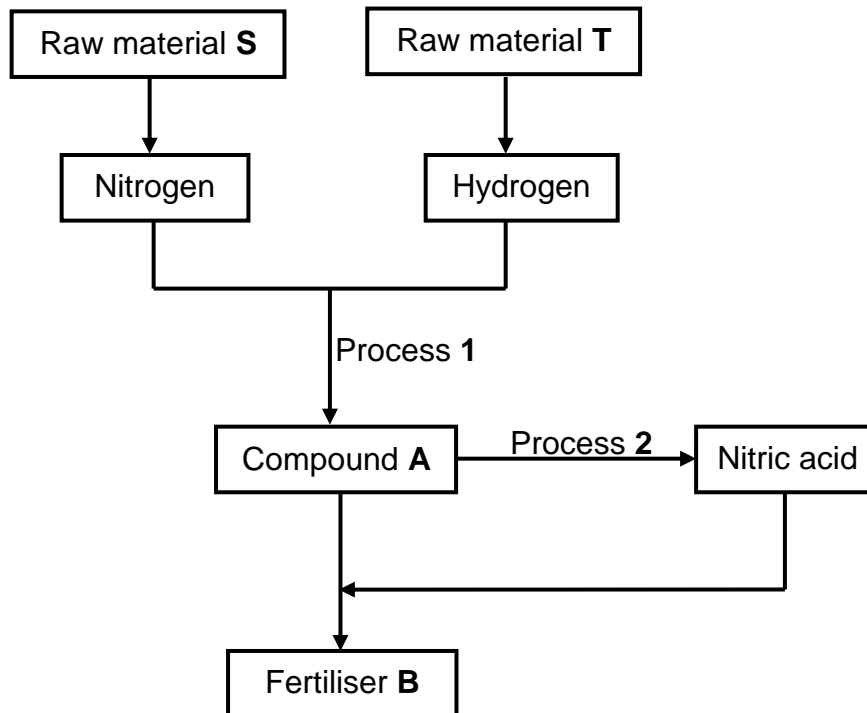 Raw material S
Raw material T
Nitrogen
Hydrogen
Process 1
Compound A
Process 2
Nitric acid
Fertiliser B